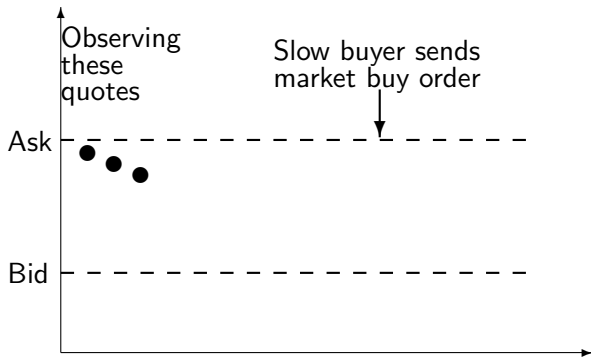 Observing
these
quotes
Slow buyer sends
market buy order
Ask
Bid